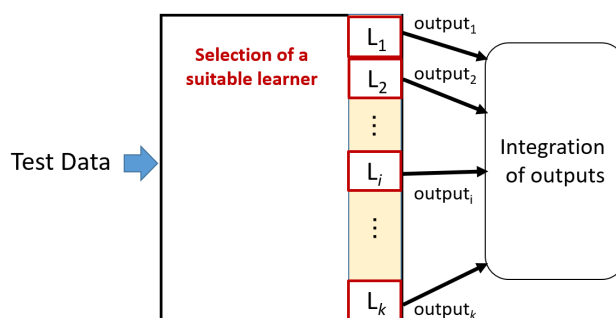 Selection of a
suitable learner
Test Data
L₁
L₂
⋮
Lᵢ
⋮
Lₖ
output₁
output₂
outputᵢ
outputₖ
Integration
of outputs